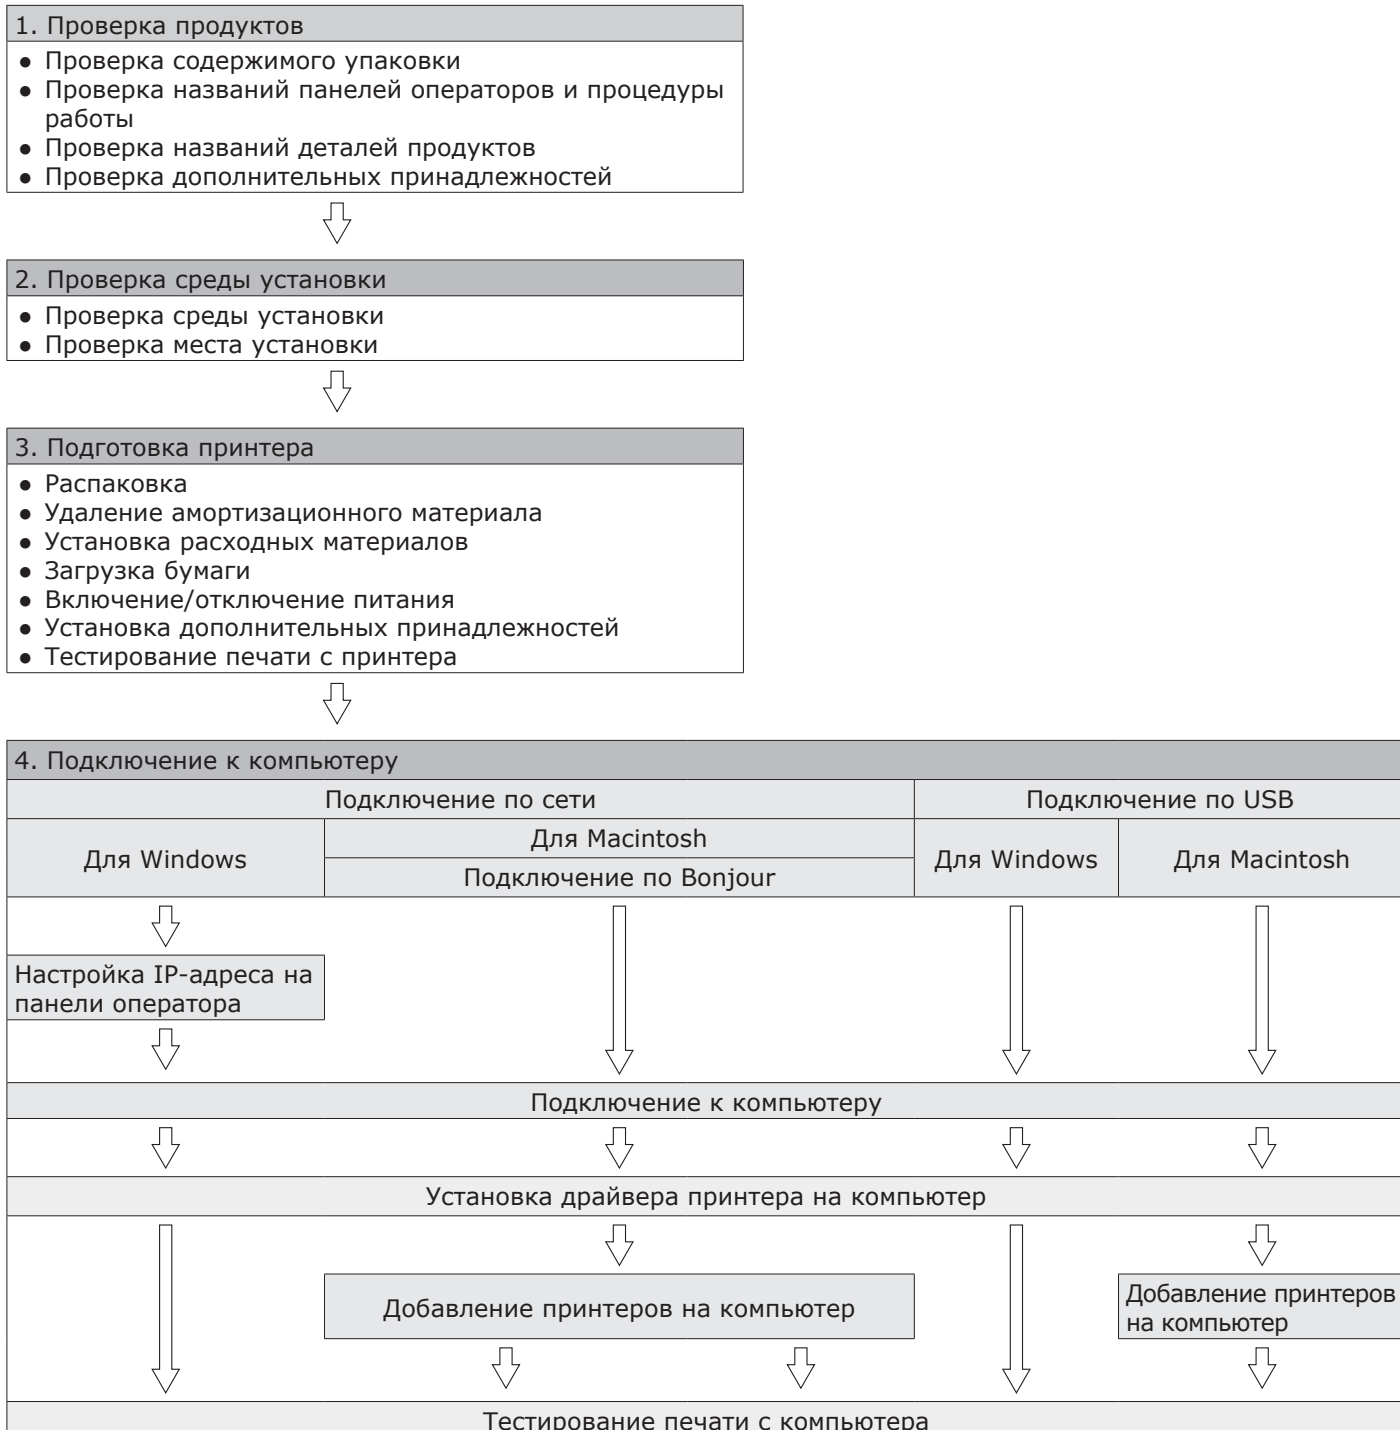 1. Проверка продуктов
● Проверка содержимого упаковки
● Проверка названий панелей операторов и процедуры
работы
● Проверка названий деталей продуктов
● Проверка дополнительных принадлежностей
2. Проверка среды установки
● Проверка среды установки
● Проверка места установки
3. Подготовка принтера
● Распаковка
● Удаление амортизационного материала
● Установка расходных материалов
● Загрузка бумаги
● Включение/отключение питания
● Установка дополнительных принадлежностей
● Тестирование печати с принтера
4. Подключение к компьютеру
Подключение по сети
Подключение по USB
Для Windows
Для Macintosh
Подключение по Bonjour
Для Windows
Для Macintosh
Настройка IP-адреса на
панели оператора
Подключение к компьютеру
Установка драйвера принтера на компьютер
Добавление принтеров на компьютер
Добавление принтеров
на компьютер
Тестирование печати с компьютера